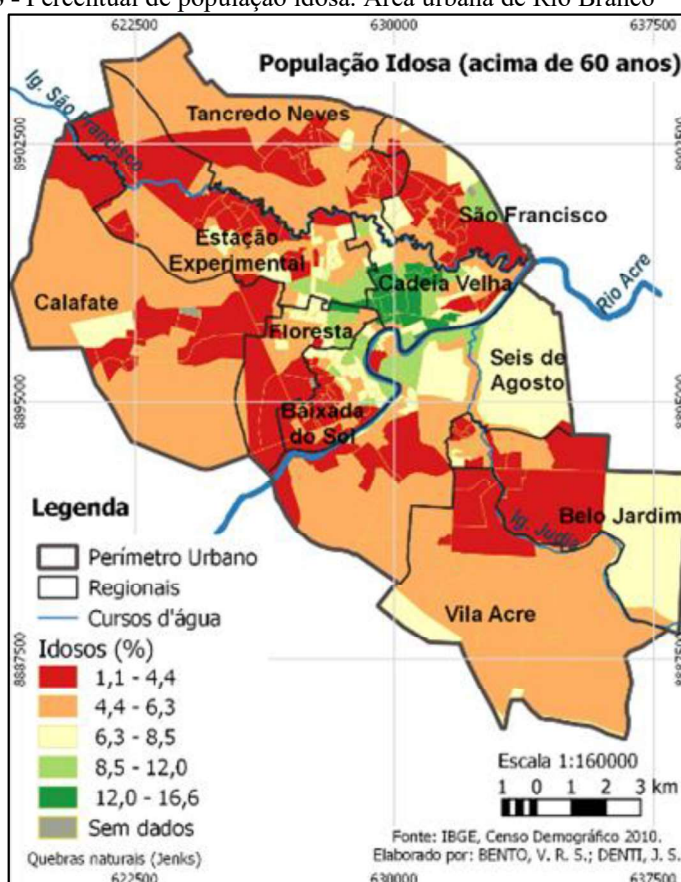 - Percentual de população idosa. Área urbana de Rio Branco
622500 630000 637500
População Idosa (acima de 60 anos)
Ig. São Francisco
Tancredo Neves
8902500
8902500
São Francisco
Estação
Experimental
Cadeia Velha
Rio Acre
Calafate
Floresta
Seis de
Agosto
8895000
8895000
Baixada
do Sol
Legenda
Belo Jardim
Ig. Judia
Perímetro Urbano
Regionais
Cursos d'água
Vila Acre
Idosos (%)
8887500
8887500
1,1 - 4,4
4,4 - 6,3
6,3 - 8,5
8,5 - 12,0
12,0 - 16,6
Sem dados
Escala 1:160000
1 0 1 2 3 km
Quebras naturais (Jenks)
Fonte: IBGE, Censo Demográfico 2010.
Elaborado por: BENTO, V. R. S.; DENTI, J. S.
622500 630000 637500